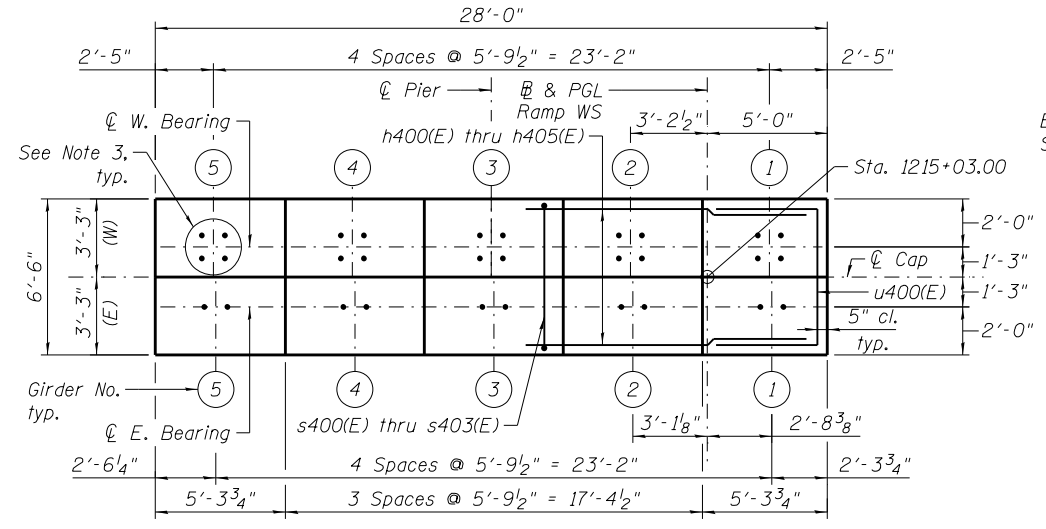 28'-0"
2'-5"
4 Spaces @ 5'-9½" = 23'-2"
2'-5"
℄ Pier
B̲L̲ & PGL
Ramp WS
3'-2½"
5'-0"
℄ W. Bearing
h400(E) thru h405(E)
See Note 3,
typ.
Sta. 1215+03.00
5
4
3
2
1
6'-6"
3'-3"
(W)
3'-3"
(E)
2'-0"
1'-3"
℄ Cap
1'-3"
u400(E)
5" cl.
typ.
2'-0"
Girder No.
typ.
5
4
3
2
1
℄ E. Bearing
s400(E) thru s403(E)
3'-1⅛"
2'-8⅜"
2'-6¼"
4 Spaces @ 5'-9½" = 23'-2"
2'-3¾"
5'-3¾"
3 Spaces @ 5'-9½" = 17'-4½"
5'-3¾"